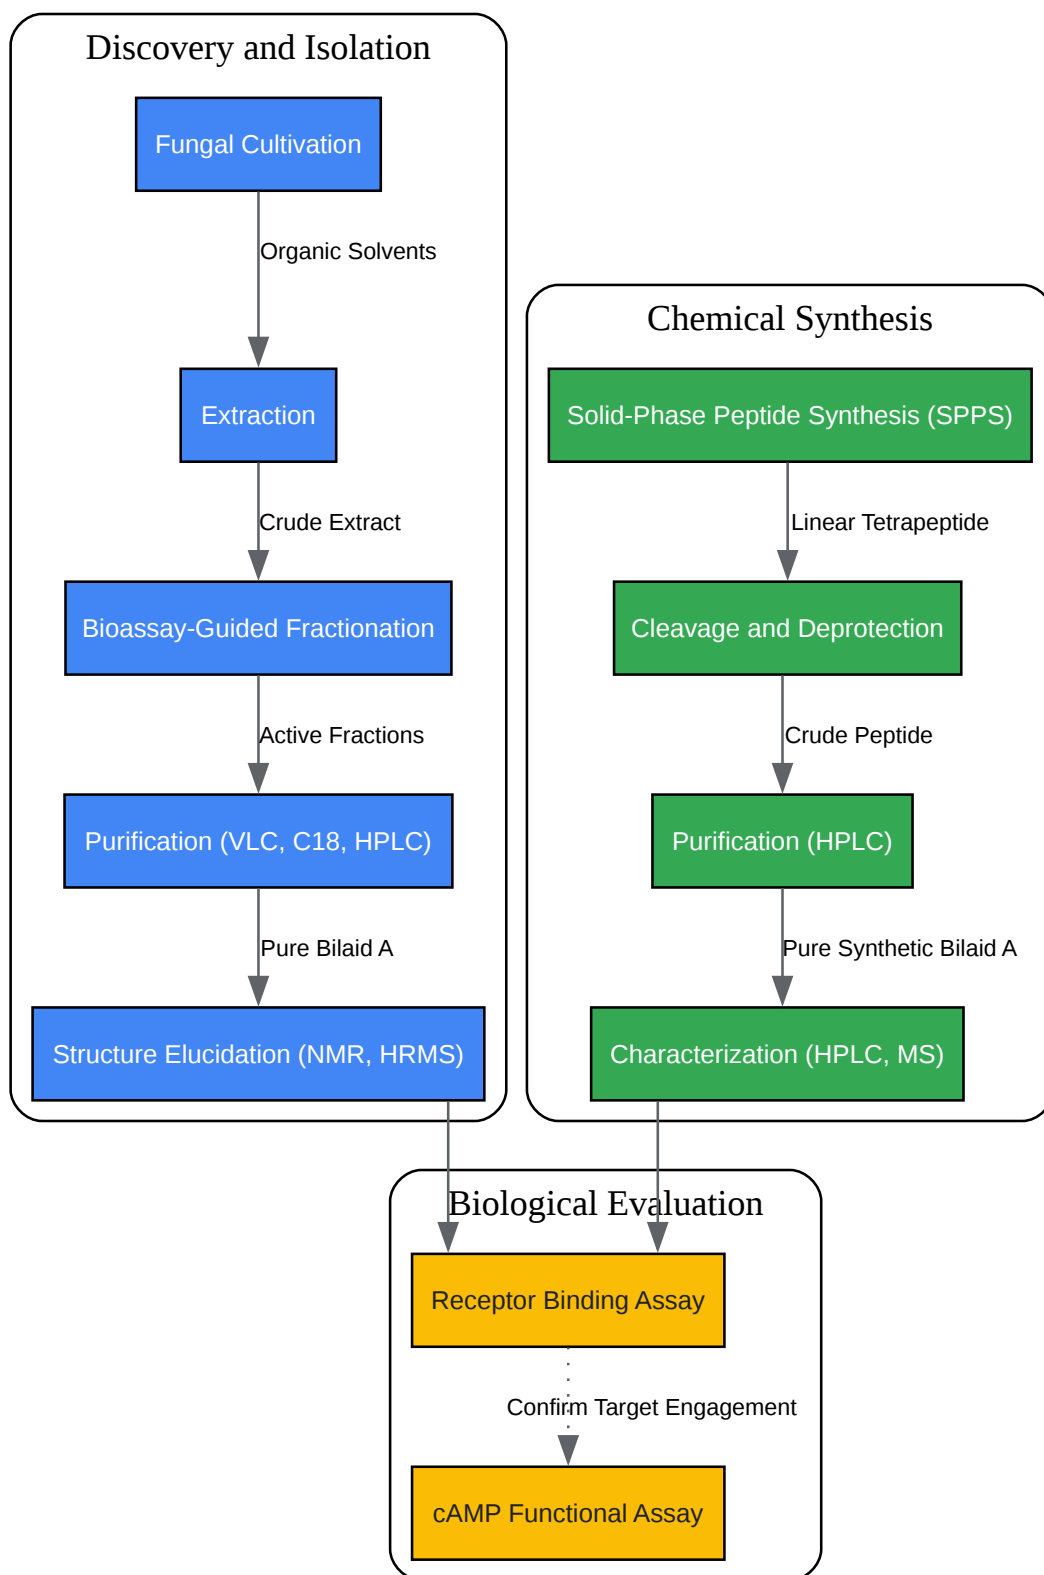 Discovery and Isolation
Fungal Cultivation
Organic Solvents
Extraction
Crude Extract
Bioassay-Guided Fractionation
Active Fractions
Purification (VLC, C18, HPLC)
Pure Bilaid A
Structure Elucidation (NMR, HRMS)
Chemical Synthesis
Solid-Phase Peptide Synthesis (SPPS)
Linear Tetrapeptide
Cleavage and Deprotection
Crude Peptide
Purification (HPLC)
Pure Synthetic Bilaid A
Characterization (HPLC, MS)
Biological Evaluation
Receptor Binding Assay
Confirm Target Engagement
cAMP Functional Assay